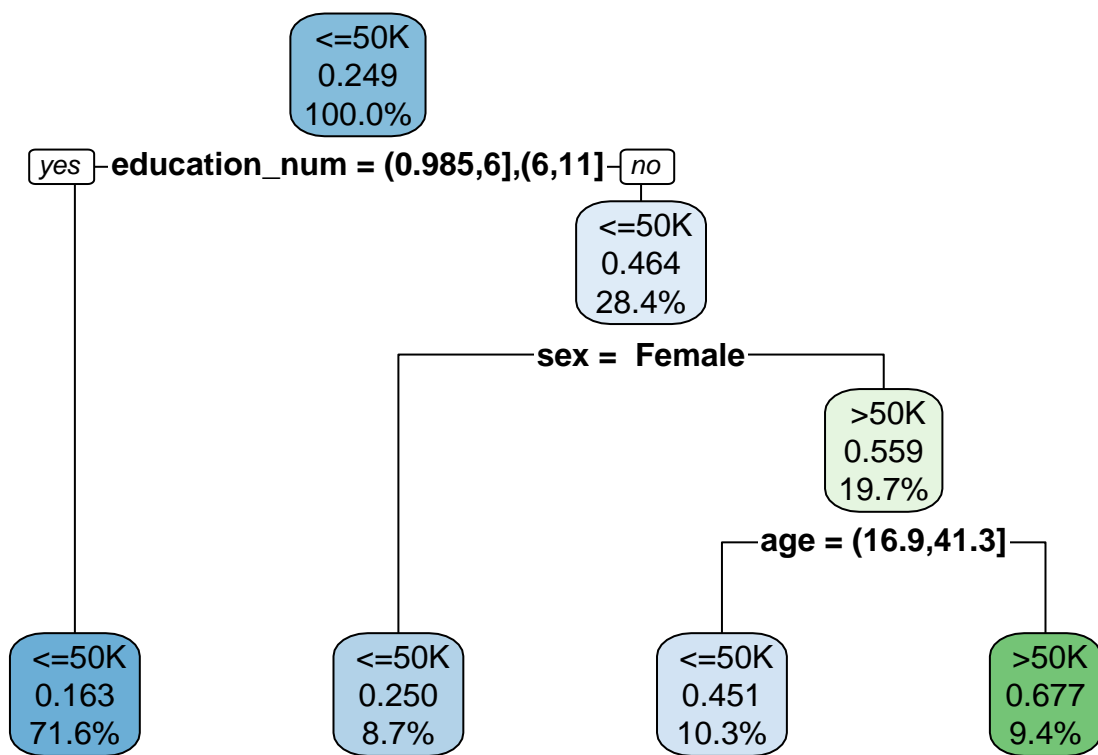 <=50K
0.249
100.0%
yes education_num = (0.985,6],(6,11] no
<=50K
0.464
28.4%
sex = Female
>50K
0.559
19.7%
age = (16.9,41.3]
<=50K
0.163
71.6%
<=50K
0.250
8.7%
<=50K
0.451
10.3%
>50K
0.677
9.4%